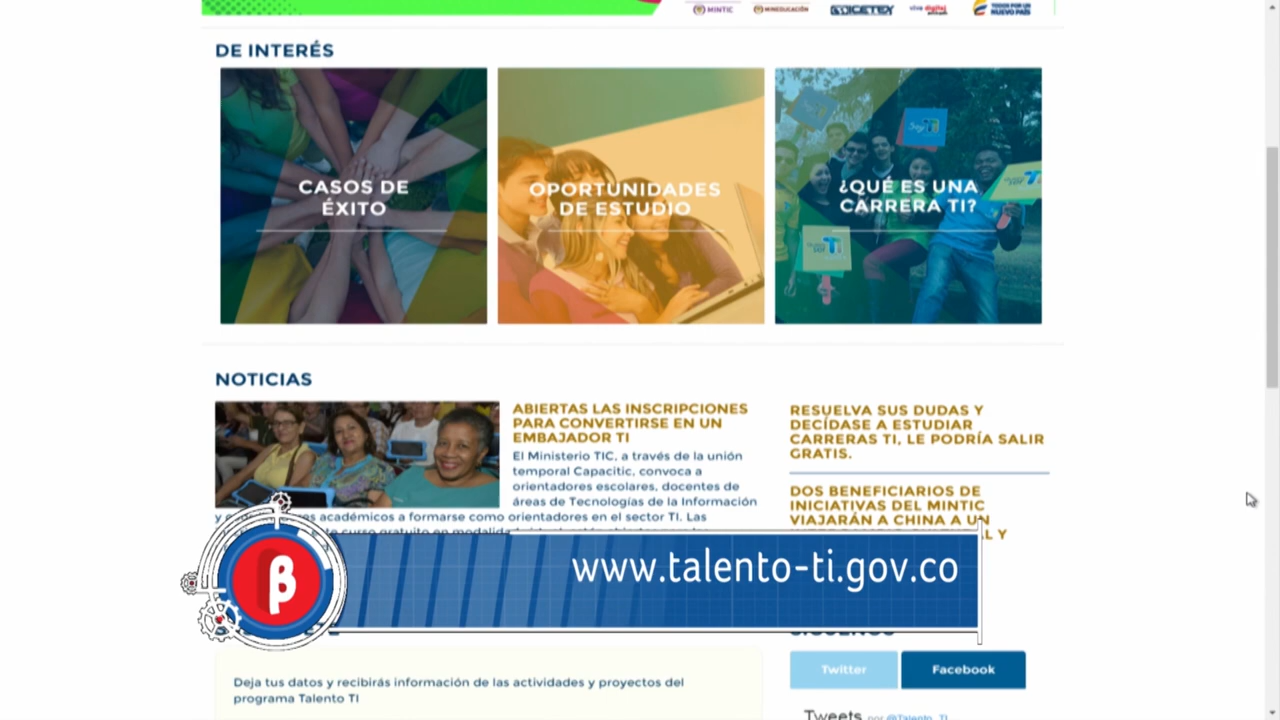 MINTIC
MINEDUCACIÓN
ICETEX
vive digital
TODOS POR UN
NUEVO PAÍS
DE INTERÉS
CASOS DE
ÉXITO
OPORTUNIDADES
DE ESTUDIO
Soy TI
¿QUÉ ES UNA
CARRERA TI?
NOTICIAS
ABIERTAS LAS INSCRIPCIONES
PARA CONVERTIRSE EN UN
EMBAJADOR TI
El Ministerio TIC, a través de la unión
temporal Capacitic, convoca a
orientadores escolares, docentes de
áreas de Tecnologías de la Información
académicos a formarse como orientadores en el sector TI. Las
curso gratuito en
RESUELVA SUS DUDAS Y
DECÍDASE A ESTUDIAR
CARRERAS TI, LE PODRÍA SALIR
GRATIS.
DOS BENEFICIARIOS DE
INICIATIVAS DEL MINTIC
VIAJARÁN A CHINA A UN
β
www.talento-ti.gov.co
Twitter
Facebook
Deja tus datos y recibirás información de las actividades y proyectos del
programa Talento TI
Tweets por @Talento_TI